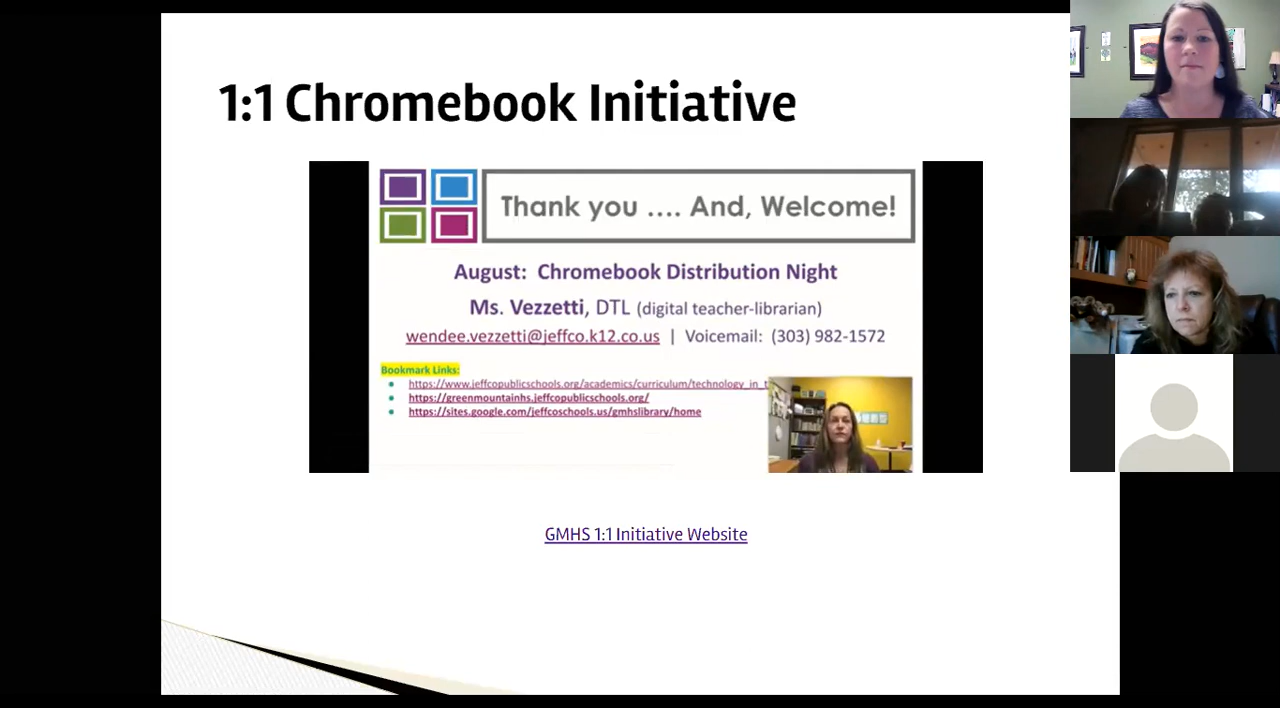 1:1 Chromebook Initiative
Thank you .... And, Welcome!
August: Chromebook Distribution Night
Ms. Vezzetti, DTL (digital teacher-librarian)
wendee.vezzetti@jeffco.k12.co.us | Voicemail: (303) 982-1572
Bookmark Links:
• https://www.jeffcopublicschools.org/academics/curriculum/technology_in_t
• https://greenmountainhs.jeffcopublicschools.org/
• https://sites.google.com/jeffcoschools.us/gmhslibrary/home
GMHS 1:1 Initiative Website